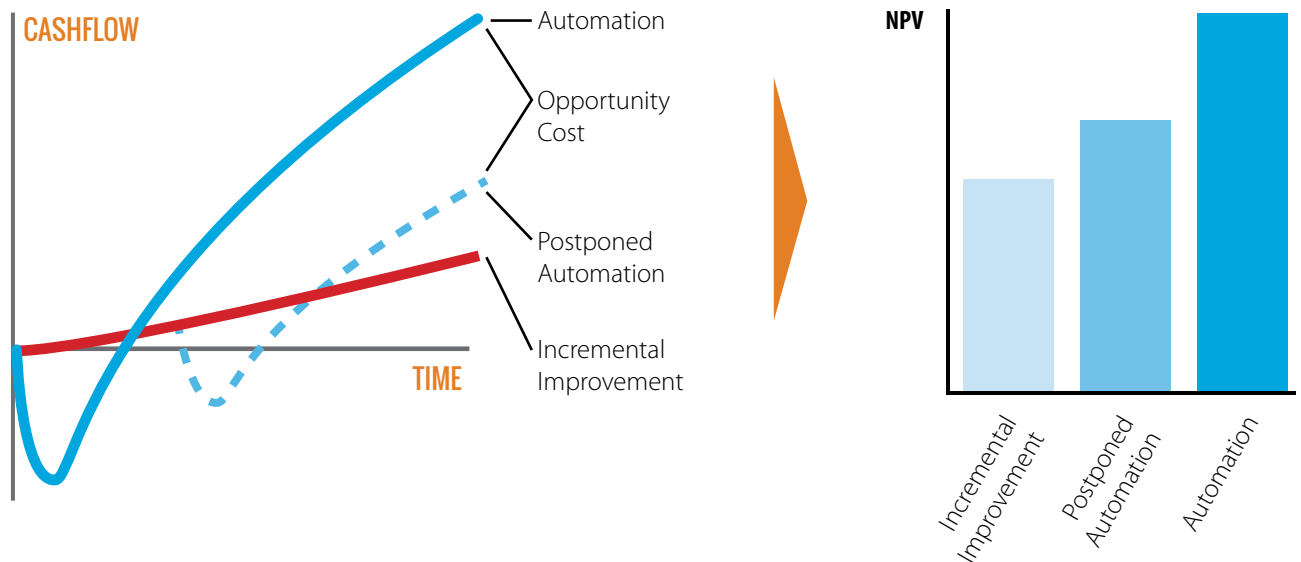 CASHFLOW
Automation
Opportunity
Cost
Postponed
Automation
Incremental
Improvement
TIME
NPV
Incremental
Improvement
Postponed
Automation
Automation